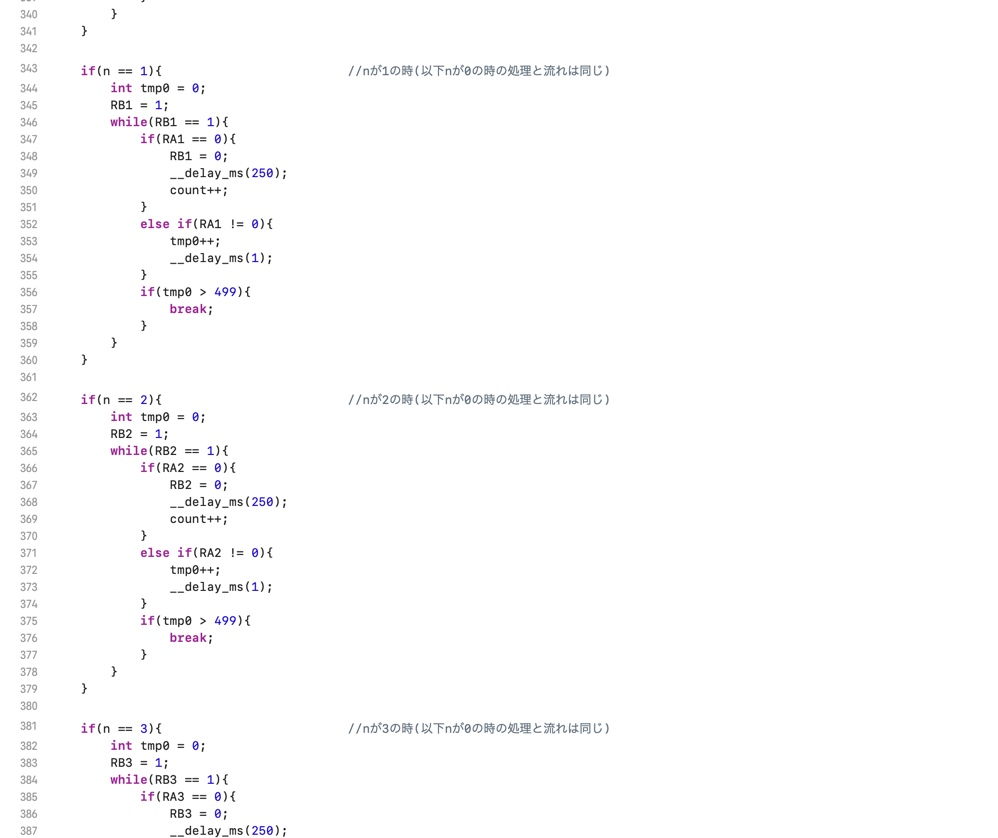 340 }
341 }
342
343 if(n == 1){ //nが1の時(以下nが0の時の処理と流れは同じ)
344 int tmp0 = 0;
345 RB1 = 1;
346 while(RB1 == 1){
347 if(RA1 == 0){
348 RB1 = 0;
349 __delay_ms(250);
350 count++;
351 }
352 else if(RA1 != 0){
353 tmp0++;
354 __delay_ms(1);
355 }
356 if(tmp0 > 499){
357 break;
358 }
359 }
360 }
361
362 if(n == 2){ //nが2の時(以下nが0の時の処理と流れは同じ)
363 int tmp0 = 0;
364 RB2 = 1;
365 while(RB2 == 1){
366 if(RA2 == 0){
367 RB2 = 0;
368 __delay_ms(250);
369 count++;
370 }
371 else if(RA2 != 0){
372 tmp0++;
373 __delay_ms(1);
374 }
375 if(tmp0 > 499){
376 break;
377 }
378 }
379 }
380
381 if(n == 3){ //nが3の時(以下nが0の時の処理と流れは同じ)
382 int tmp0 = 0;
383 RB3 = 1;
384 while(RB3 == 1){
385 if(RA3 == 0){
386 RB3 = 0;
387 __delay_ms(250);